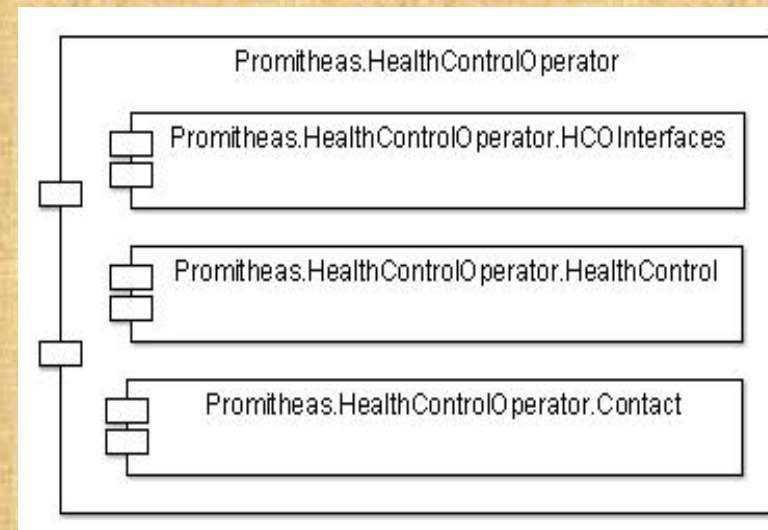 Promitheas.HealthControlOperator
Promitheas.HealthControlOperator.HCOInterfaces
Promitheas.HealthControlOperator.HealthControl
Promitheas.HealthControlOperator.Contact